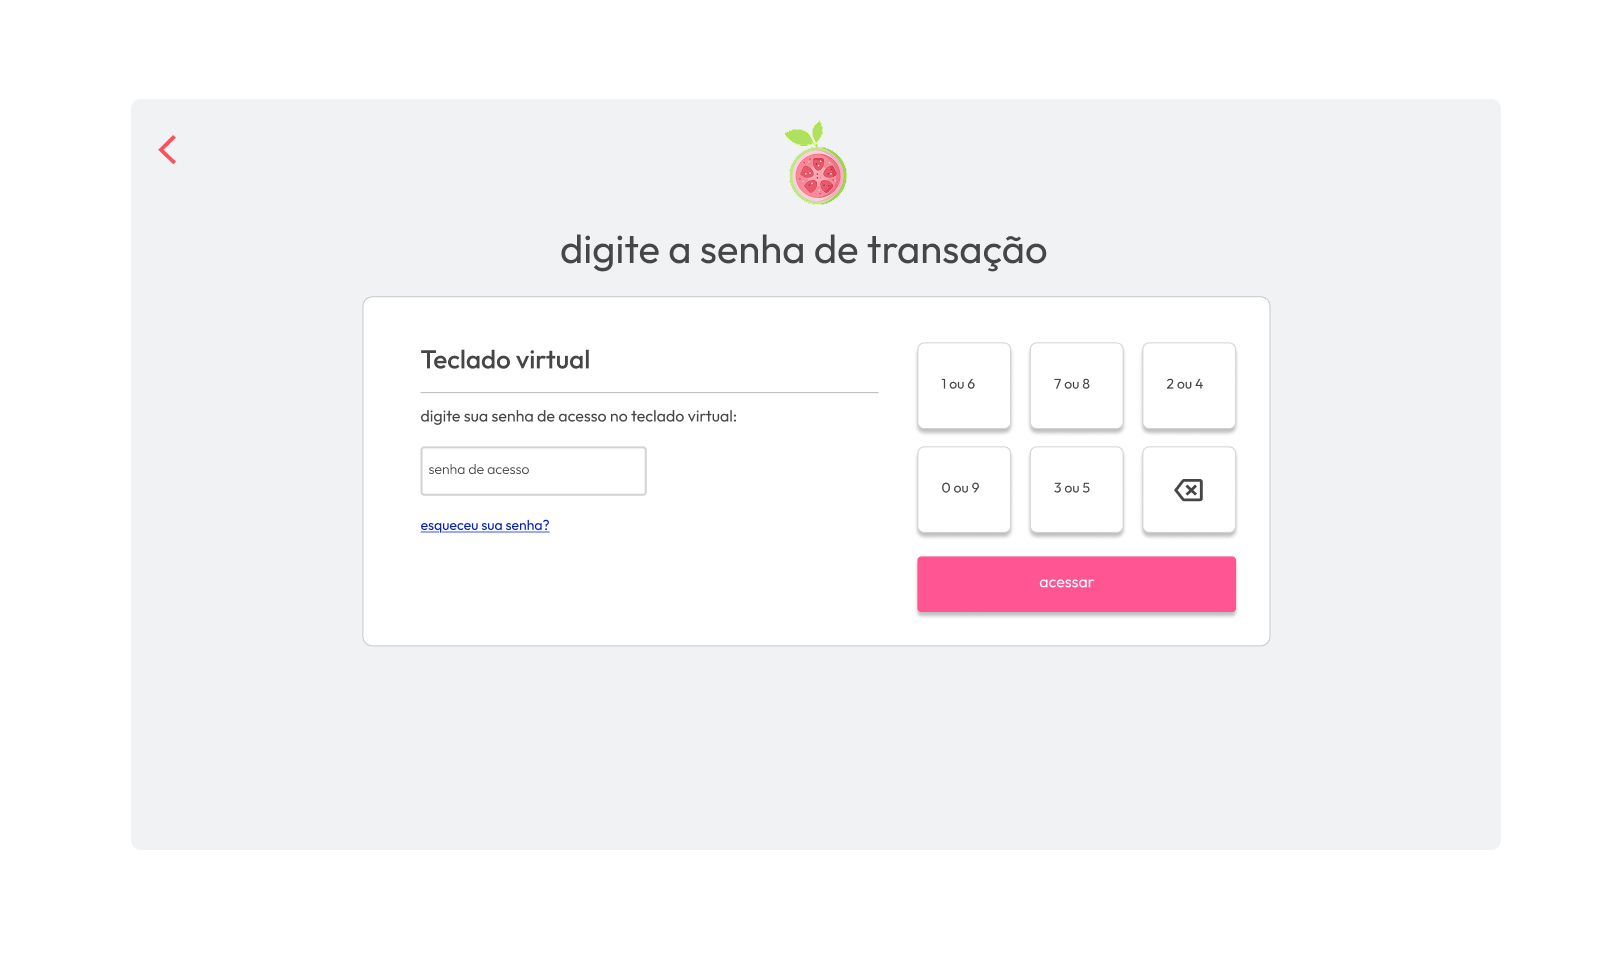 digite a senha de transação
Teclado virtual
digite sua senha de acesso no teclado virtual:
senha de acesso
esqueceu sua senha?
1 ou 6
7 ou 8
2 ou 4
0 ou 9
3 ou 5
acessar